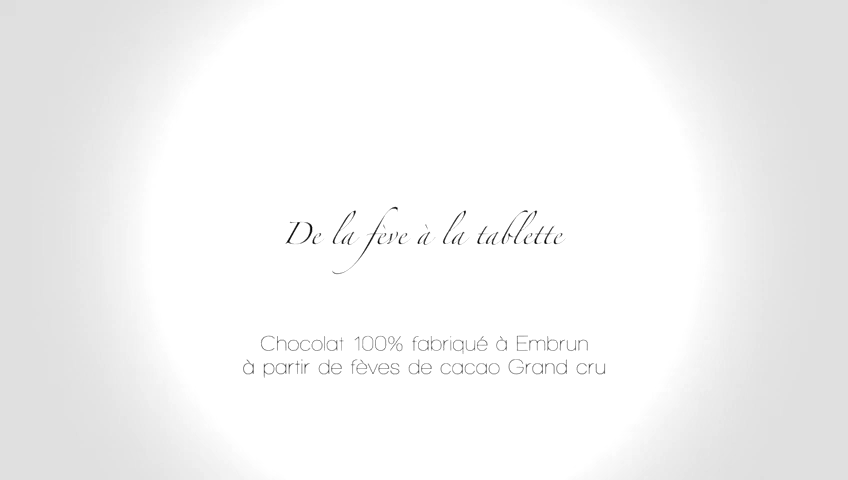 De la fève à la tablette
Chocolat 100% fabriqué à Embrun
à partir de fèves de cacao Grand cru